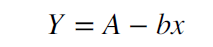 Y = A − bx